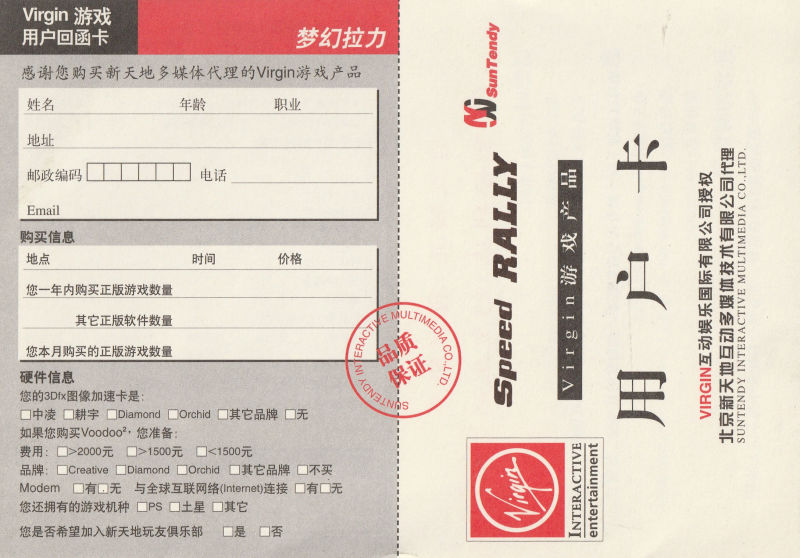 Virgin 游戏
用户回函卡
梦幻拉力
感谢您购买新天地多媒体代理的Virgin游戏产品
姓名 年龄 职业
地址
邮政编码 电话
Email
购买信息
地点 时间 价格
您一年内购买正版游戏数量
其它正版软件数量
您本月购买的正版游戏数量
硬件信息
您的3Dfx图像加速卡是:
□中凌 □耕宇 □Diamond □Orchid □其它品牌 □无
如果您购买Voodoo²,您准备:
费用: □>2000元 □>1500元 □<1500元
品牌: □Creative □Diamond □Orchid □其它品牌 □不买
Modem □有□无 与全球互联网络(Internet)连接 □有□无
您还拥有的游戏机种 □PS □土星 □其它
您是否希望加入新天地玩友俱乐部 □是 □否
SUNTENDY INTERACTIVE MULTIMEDIA CO.,LTD.
品质
保证
SunTendy
Speed RALLY
Virgin游戏产品
用户卡
VIRGIN互动娱乐国际有限公司授权
北京新天地互动多媒体技术有限公司代理
SUNTENDY INTERACTIVE MULTIMEDIA CO.,LTD.
Virgin
INTERACTIVE
entertainment